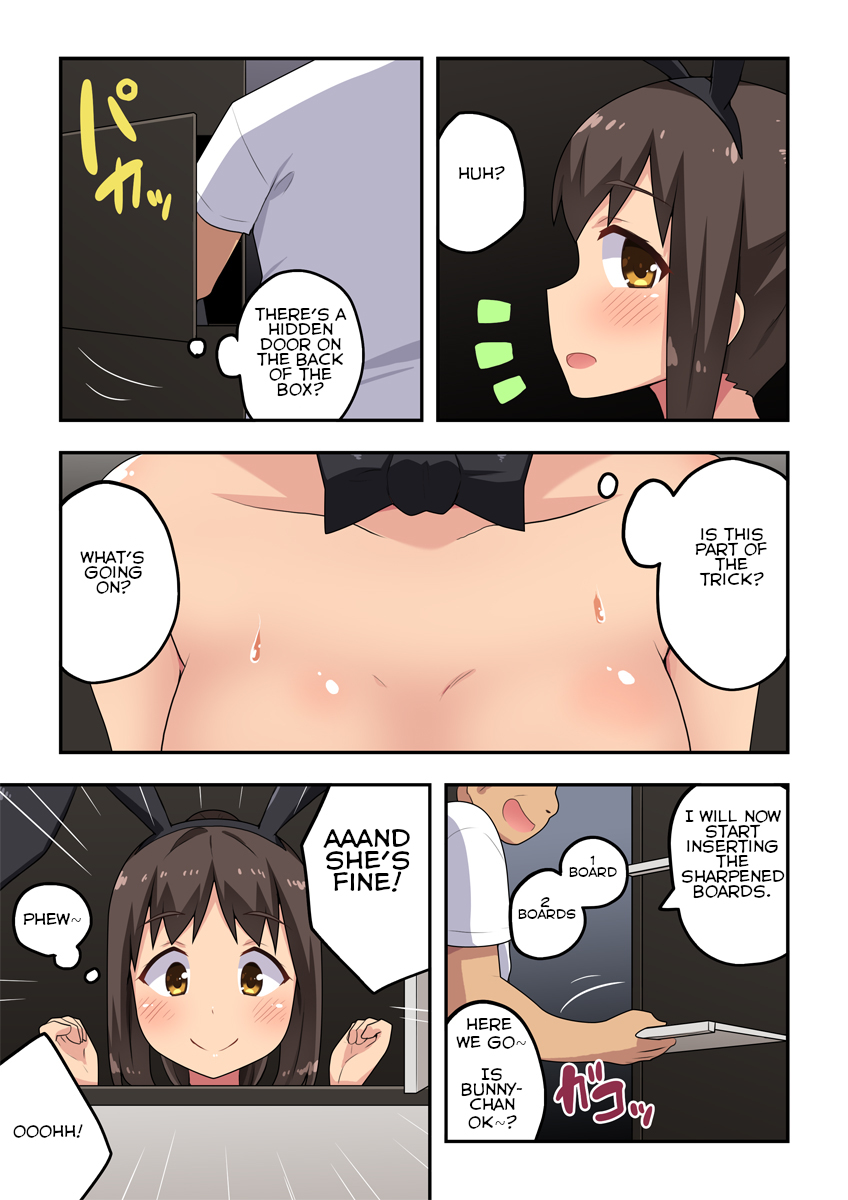 HUH?
パカッ
THERE'S A
HIDDEN
DOOR ON
THE BACK
OF THE
BOX?
IS THIS
PART OF
THE
TRICK?
WHAT'S
GOING
ON?
I WILL NOW
START
INSERTING
THE
SHARPENED
BOARDS.
1
BOARD
2
BOARDS
HERE
WE GO~
IS
BUNNY-
CHAN
OK~?
ガコッ
AAAND
SHE'S
FINE!
PHEW~
OOOHH!